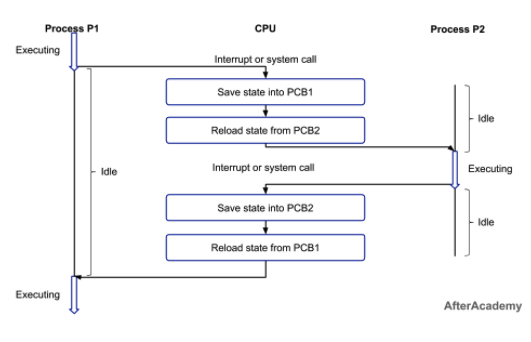 Process P1
CPU
Process P2
Executing
Interrupt or system call
Save state into PCB1
Idle
Reload state from PCB2
Idle
Interrupt or system call
Executing
Save state into PCB2
Idle
Reload state from PCB1
Executing
AfterAcademy